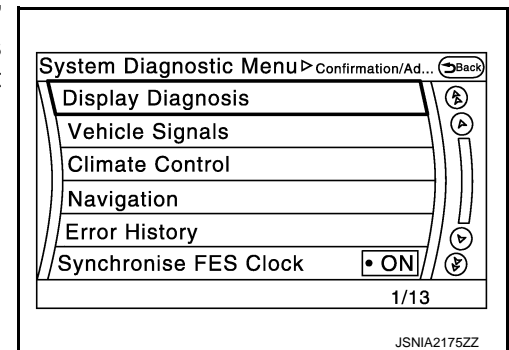 System Diagnostic Menu ▷ Confirmation/Ad... Back
Display Diagnosis
Vehicle Signals
Climate Control
Navigation
Error History
Synchronise FES Clock • ON
1/13
JSNIA2175ZZ